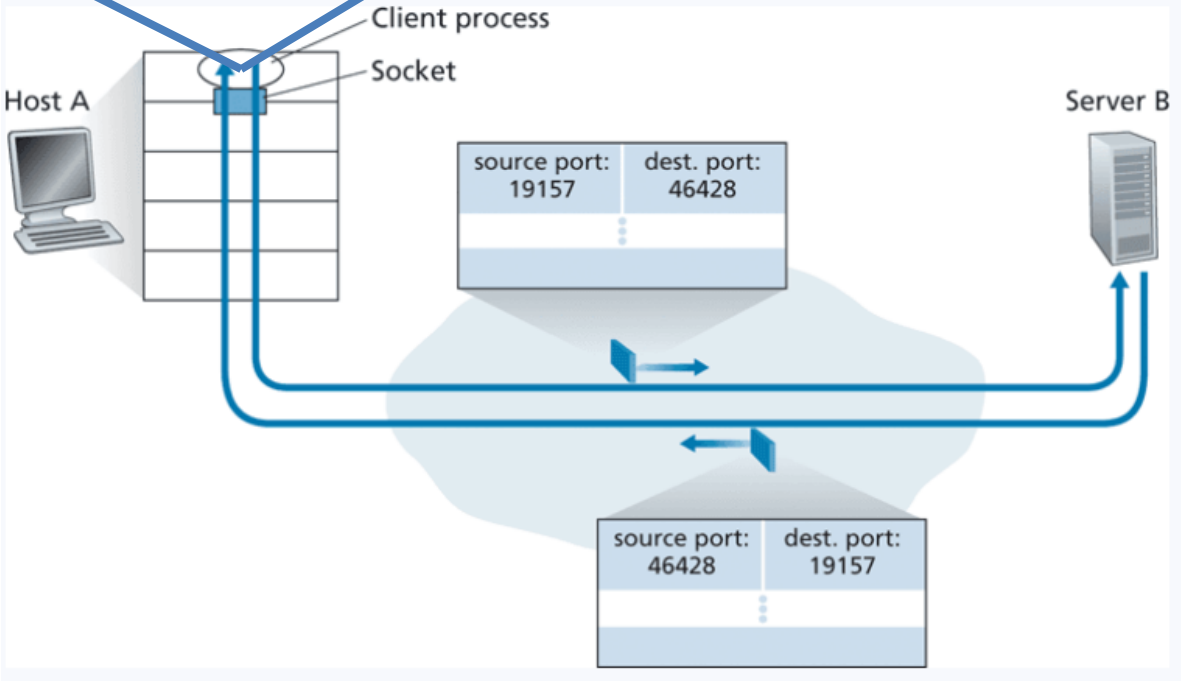 Client process
Socket
Host A
Server B
source port: dest. port:
19157 46428
source port: dest. port:
46428 19157